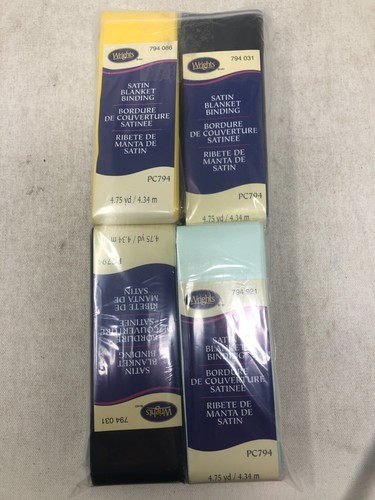 Wrights
794 086
SATIN
BLANKET
BINDING
BORDURE
DE COUVERTURE
SATINEE
RIBETE DE
MANTA DE
SATIN
PC794
4.75 yd / 4.34 m
Wrights
794 031
SATIN
BLANKET
BINDING
BORDURE
DE COUVERTURE
SATINEE
RIBETE DE
MANTA DE
SATIN
PC794
4.75 yd / 4.34 m
Wrights
794 031
SATIN
BLANKET
BINDING
BORDURE
DE COUVERTURE
SATINEE
RIBETE DE
MANTA DE
SATIN
PC794
4.75 yd / 4.34 m
Wrights
794
SATIN
BLANKET
BINDING
BORDURE
DE COUVERTURE
SATINEE
RIBETE DE
MANTA DE
SATIN
PC794
4.75 yd / 4.34 m